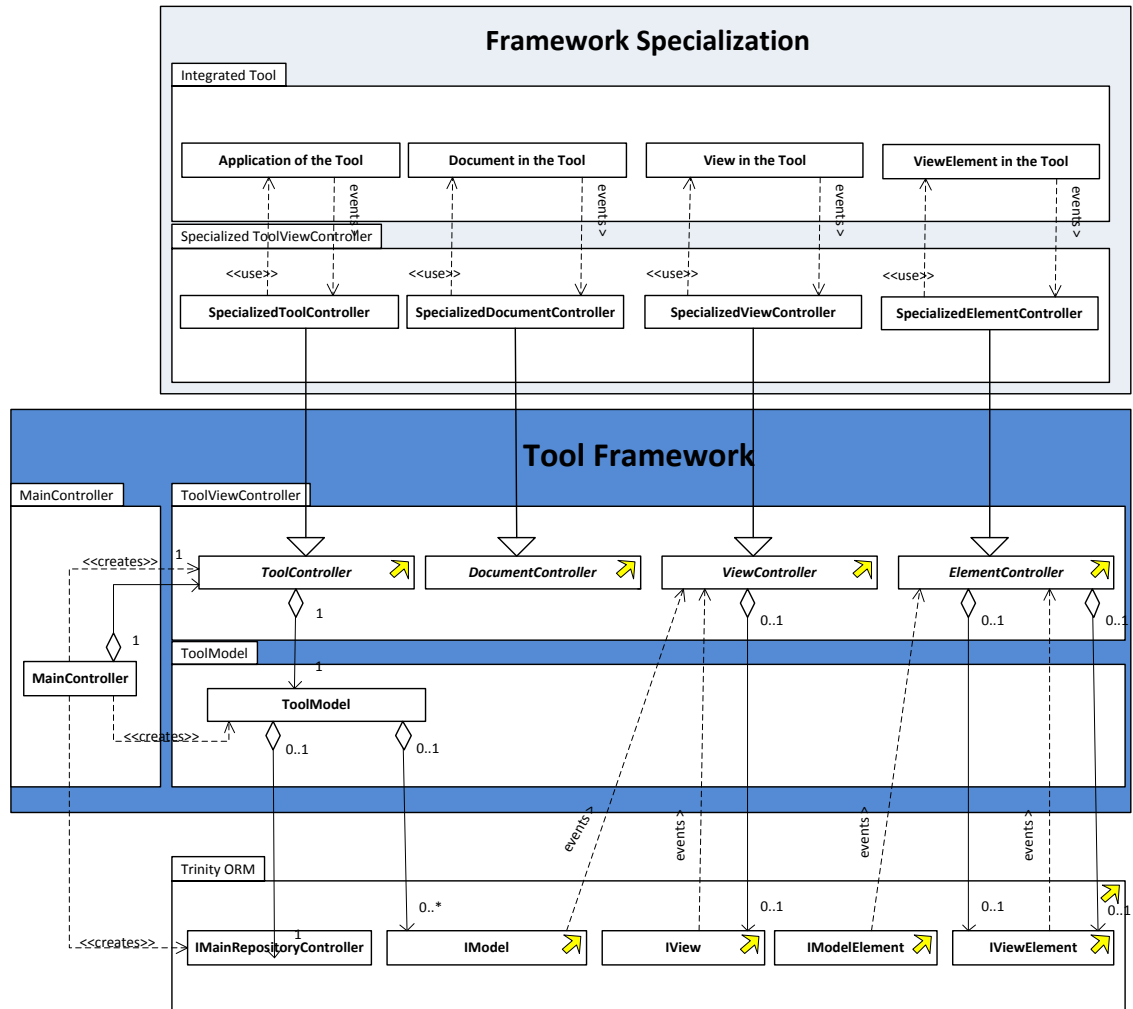 Framework Specialization
Integrated Tool
Application of the Tool
Document in the Tool
View in the Tool
ViewElement in the Tool
events >
events >
events >
events >
Specialized ToolViewController
<<use>>
<<use>>
<<use>>
<<use>>
SpecializedToolController
SpecializedDocumentController
SpecializedViewController
SpecializedElementController
Tool Framework
MainController
ToolViewController
<<creates>>
1
ToolController
DocumentController
ViewController
ElementController
1
1
0..1
0..1
0..1
ToolModel
MainController
1
ToolModel
<<creates>>
0..1
0..1
events >
events >
events >
events >
Trinity ORM
0..*
0..1
0..1
0..1
<<creates>>
1
IMainRepositoryController
IModel
IView
IModelElement
IViewElement